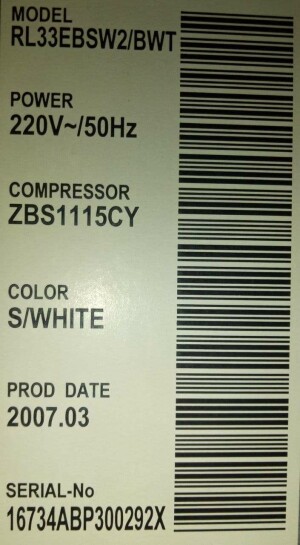 MODEL
RL33EBSW2/BWT
POWER
220V~/50Hz
COMPRESSOR
ZBS1115CY
COLOR
S/WHITE
PROD DATE
2007.03
SERIAL-No
16734ABP300292X